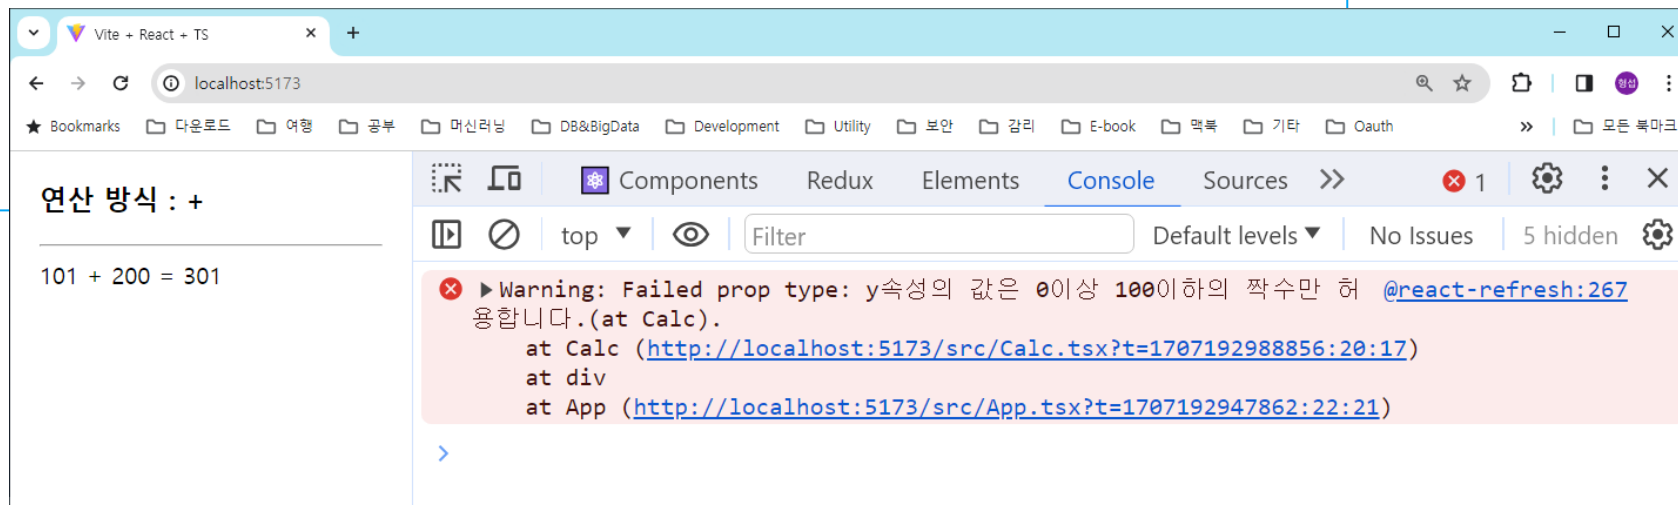 Vite + React + TS
localhost:5173
형섭
Bookmarks 다운로드 여행 공부 머신러닝 DB&BigData Development Utility 보안 감리 E-book 맥북 기타 Oauth » 모든 북마크
연산 방식 : +
101 + 200 = 301
Components Redux Elements Console Sources 1
top Filter Default levels No Issues 5 hidden
Warning: Failed prop type: y속성의 값은 0이상 100이하의 짝수만 허 @react-refresh:267
용합니다.(at Calc).
at Calc (http://localhost:5173/src/Calc.tsx?t=1707192988856:20:17)
at div
at App (http://localhost:5173/src/App.tsx?t=1707192947862:22:21)